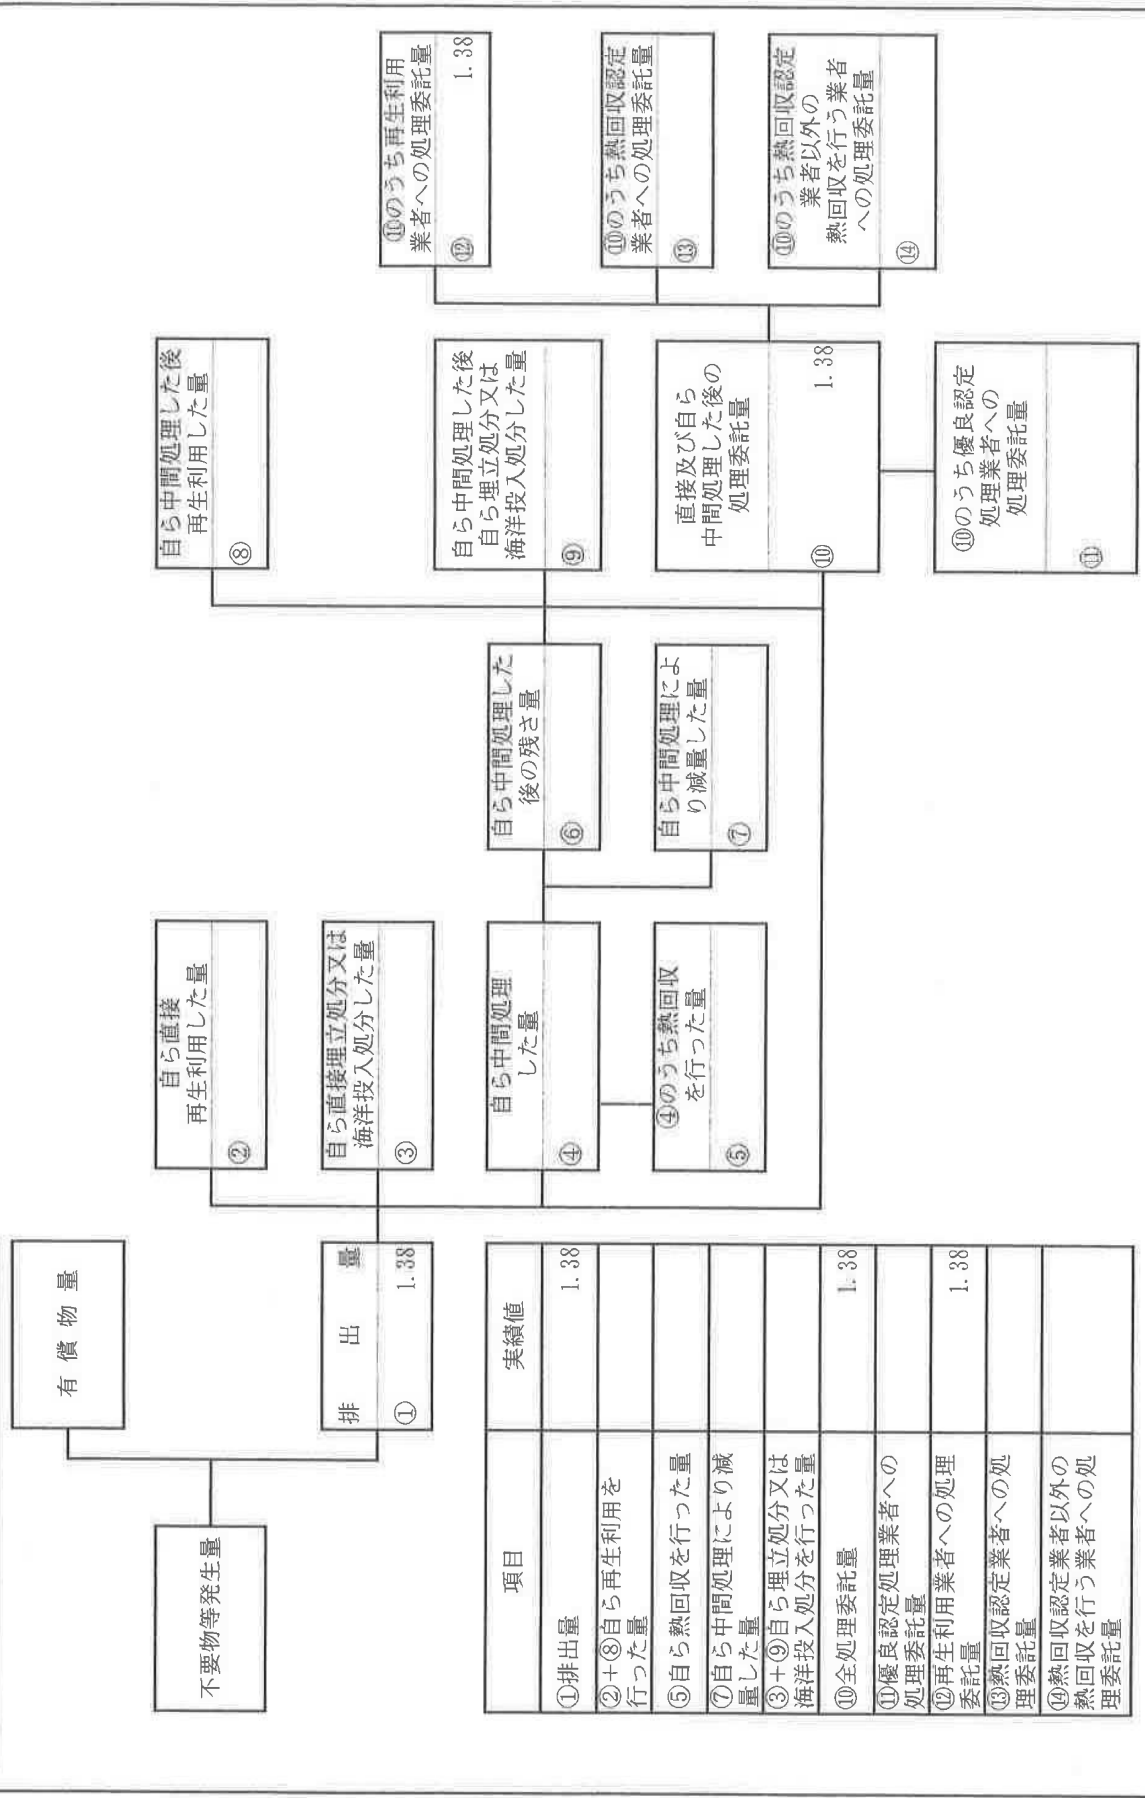 不要物等発生量
有償物量
排出量
① 1.38
自ら直接
再生利用した量
②
自ら直接埋立処分又は
海洋投入処分した量
③
自ら中間処理
した量
④
④のうち熱回収
を行った量
⑤
自ら中間処理した
後の残さ量
⑥
自ら中間処理によ
り減量した量
⑦
自ら中間処理した後
再生利用した量
⑧
自ら中間処理した後
自ら埋立処分又は
海洋投入処分した量
⑨
直接及び自ら
中間処理した後の
処理委託量
⑩ 1.38
⑩のうち優良認定
処理業者への
処理委託量
⑪
⑩のうち再生利用
業者への処理委託量
⑫ 1.38
⑩のうち熱回収認定
業者への処理委託量
⑬
⑩のうち熱回収認定
業者以外の
熱回収を行う業者
への処理委託量
⑭
項目 実績値
①排出量 1.38
②+⑧自ら再生利用を
行った量
⑤自ら熱回収を行った量
⑦自ら中間処理により減
量した量
③+⑨自ら埋立処分又は
海洋投入処分を行った量
⑩全処理委託量 1.38
⑪優良認定処理業者への
処理委託量
⑫再生利用業者への処理
委託量 1.38
⑬熱回収認定業者への処
理委託量
⑭熱回収認定業者以外の
熱回収を行う業者への処
理委託量